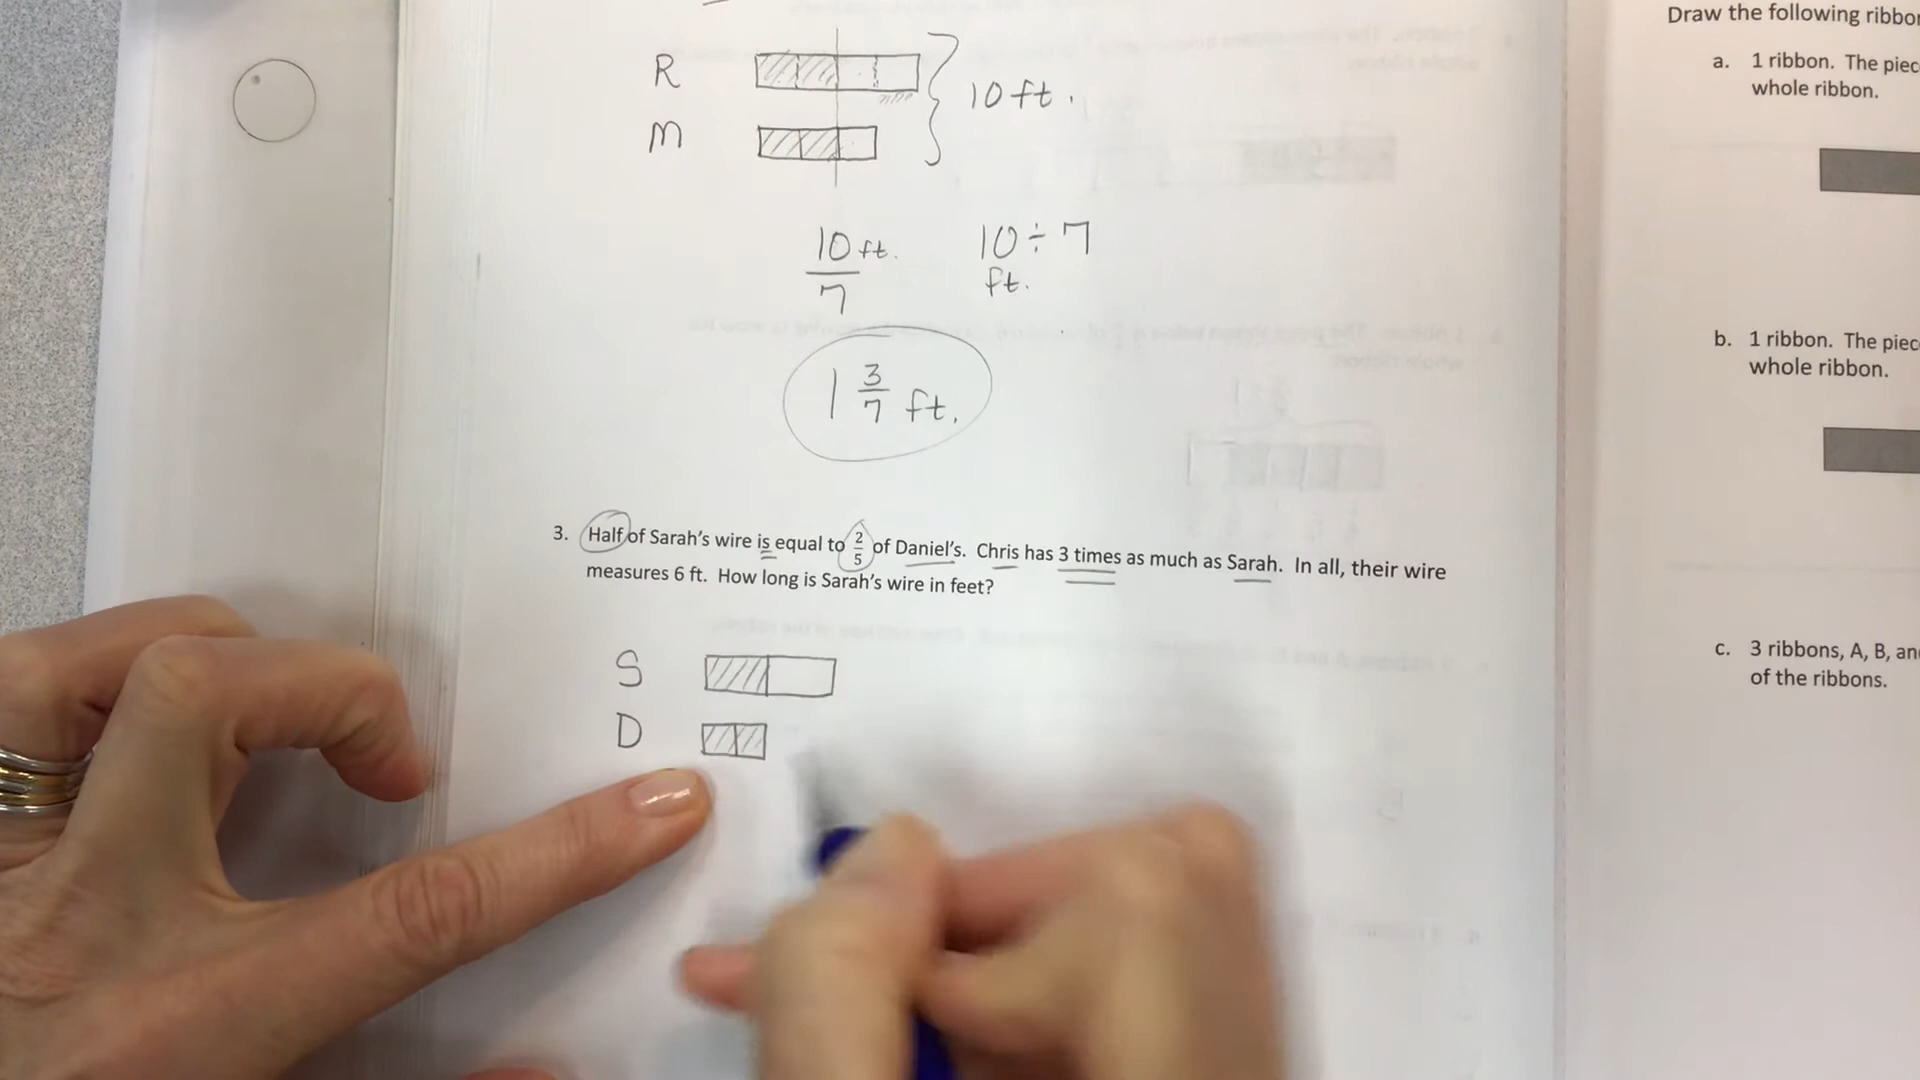 R
10 ft.
M
10 ft.
7
10 ÷ 7
ft.
1 3/7 ft.
3. Half of Sarah's wire is equal to 2/5 of Daniel's. Chris has 3 times as much as Sarah. In all, their wire
measures 6 ft. How long is Sarah's wire in feet?
S
D
Draw the following ribbo
a. 1 ribbon. The piec
whole ribbon.
b. 1 ribbon. The piec
whole ribbon.
c. 3 ribbons, A, B, an
of the ribbons.